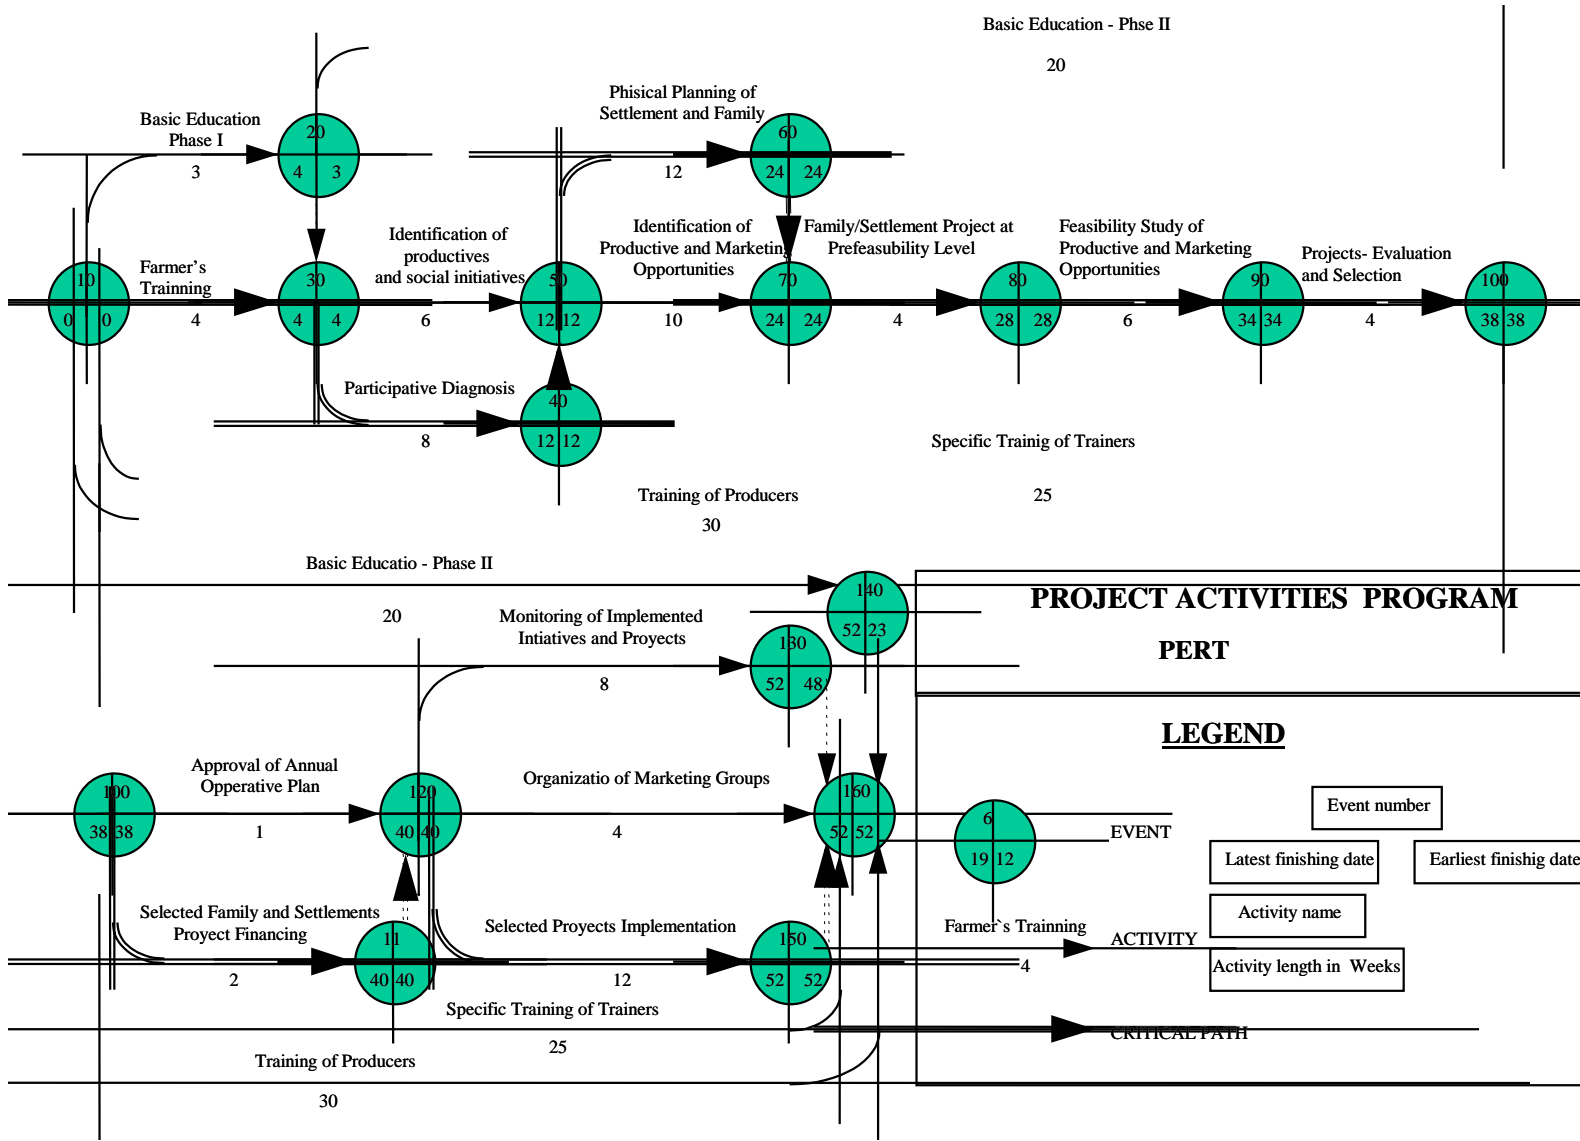 Basic Education - Phse II
20
Phisical Planning of
Settlement and Family
12
60
24 24
Basic Education
Phase I
3
20
4 3
10
0 0
Farmer's
Trainning
4
30
4 4
Identification of
productives
and social initiatives
6
50
12 12
Identification of
Productive and Marketing
Opportunities
10
70
24 24
Family/Settlement Project at
Prefeasubility Level
4
80
28 28
Feasibility Study of
Productive and Marketing
Opportunities
6
90
34 34
Projects- Evaluation
and Selection
4
100
38 38
Participative Diagnosis
8
40
12 12
Specific Trainig of Trainers
25
Training of Producers
30
Basic Educatio - Phase II
20
140
52 23
Monitoring of Implemented
Intiatives and Proyects
8
130
52 48
PROJECT ACTIVITIES PROGRAM
PERT
100
38 38
Approval of Annual
Opperative Plan
1
120
40 40
Organizatio of Marketing Groups
4
160
52 52
Selected Family and Settlements
Proyect Financing
2
11
40 40
Selected Proyects Implementation
12
150
52 52
Specific Training of Trainers
25
Training of Producers
30
LEGEND
6
19 12
EVENT
Event number
Latest finishing date
Earliest finishig date
Farmer`s Trainning
4
ACTIVITY
Activity name
Activity length in Weeks
CRITICAL PATH